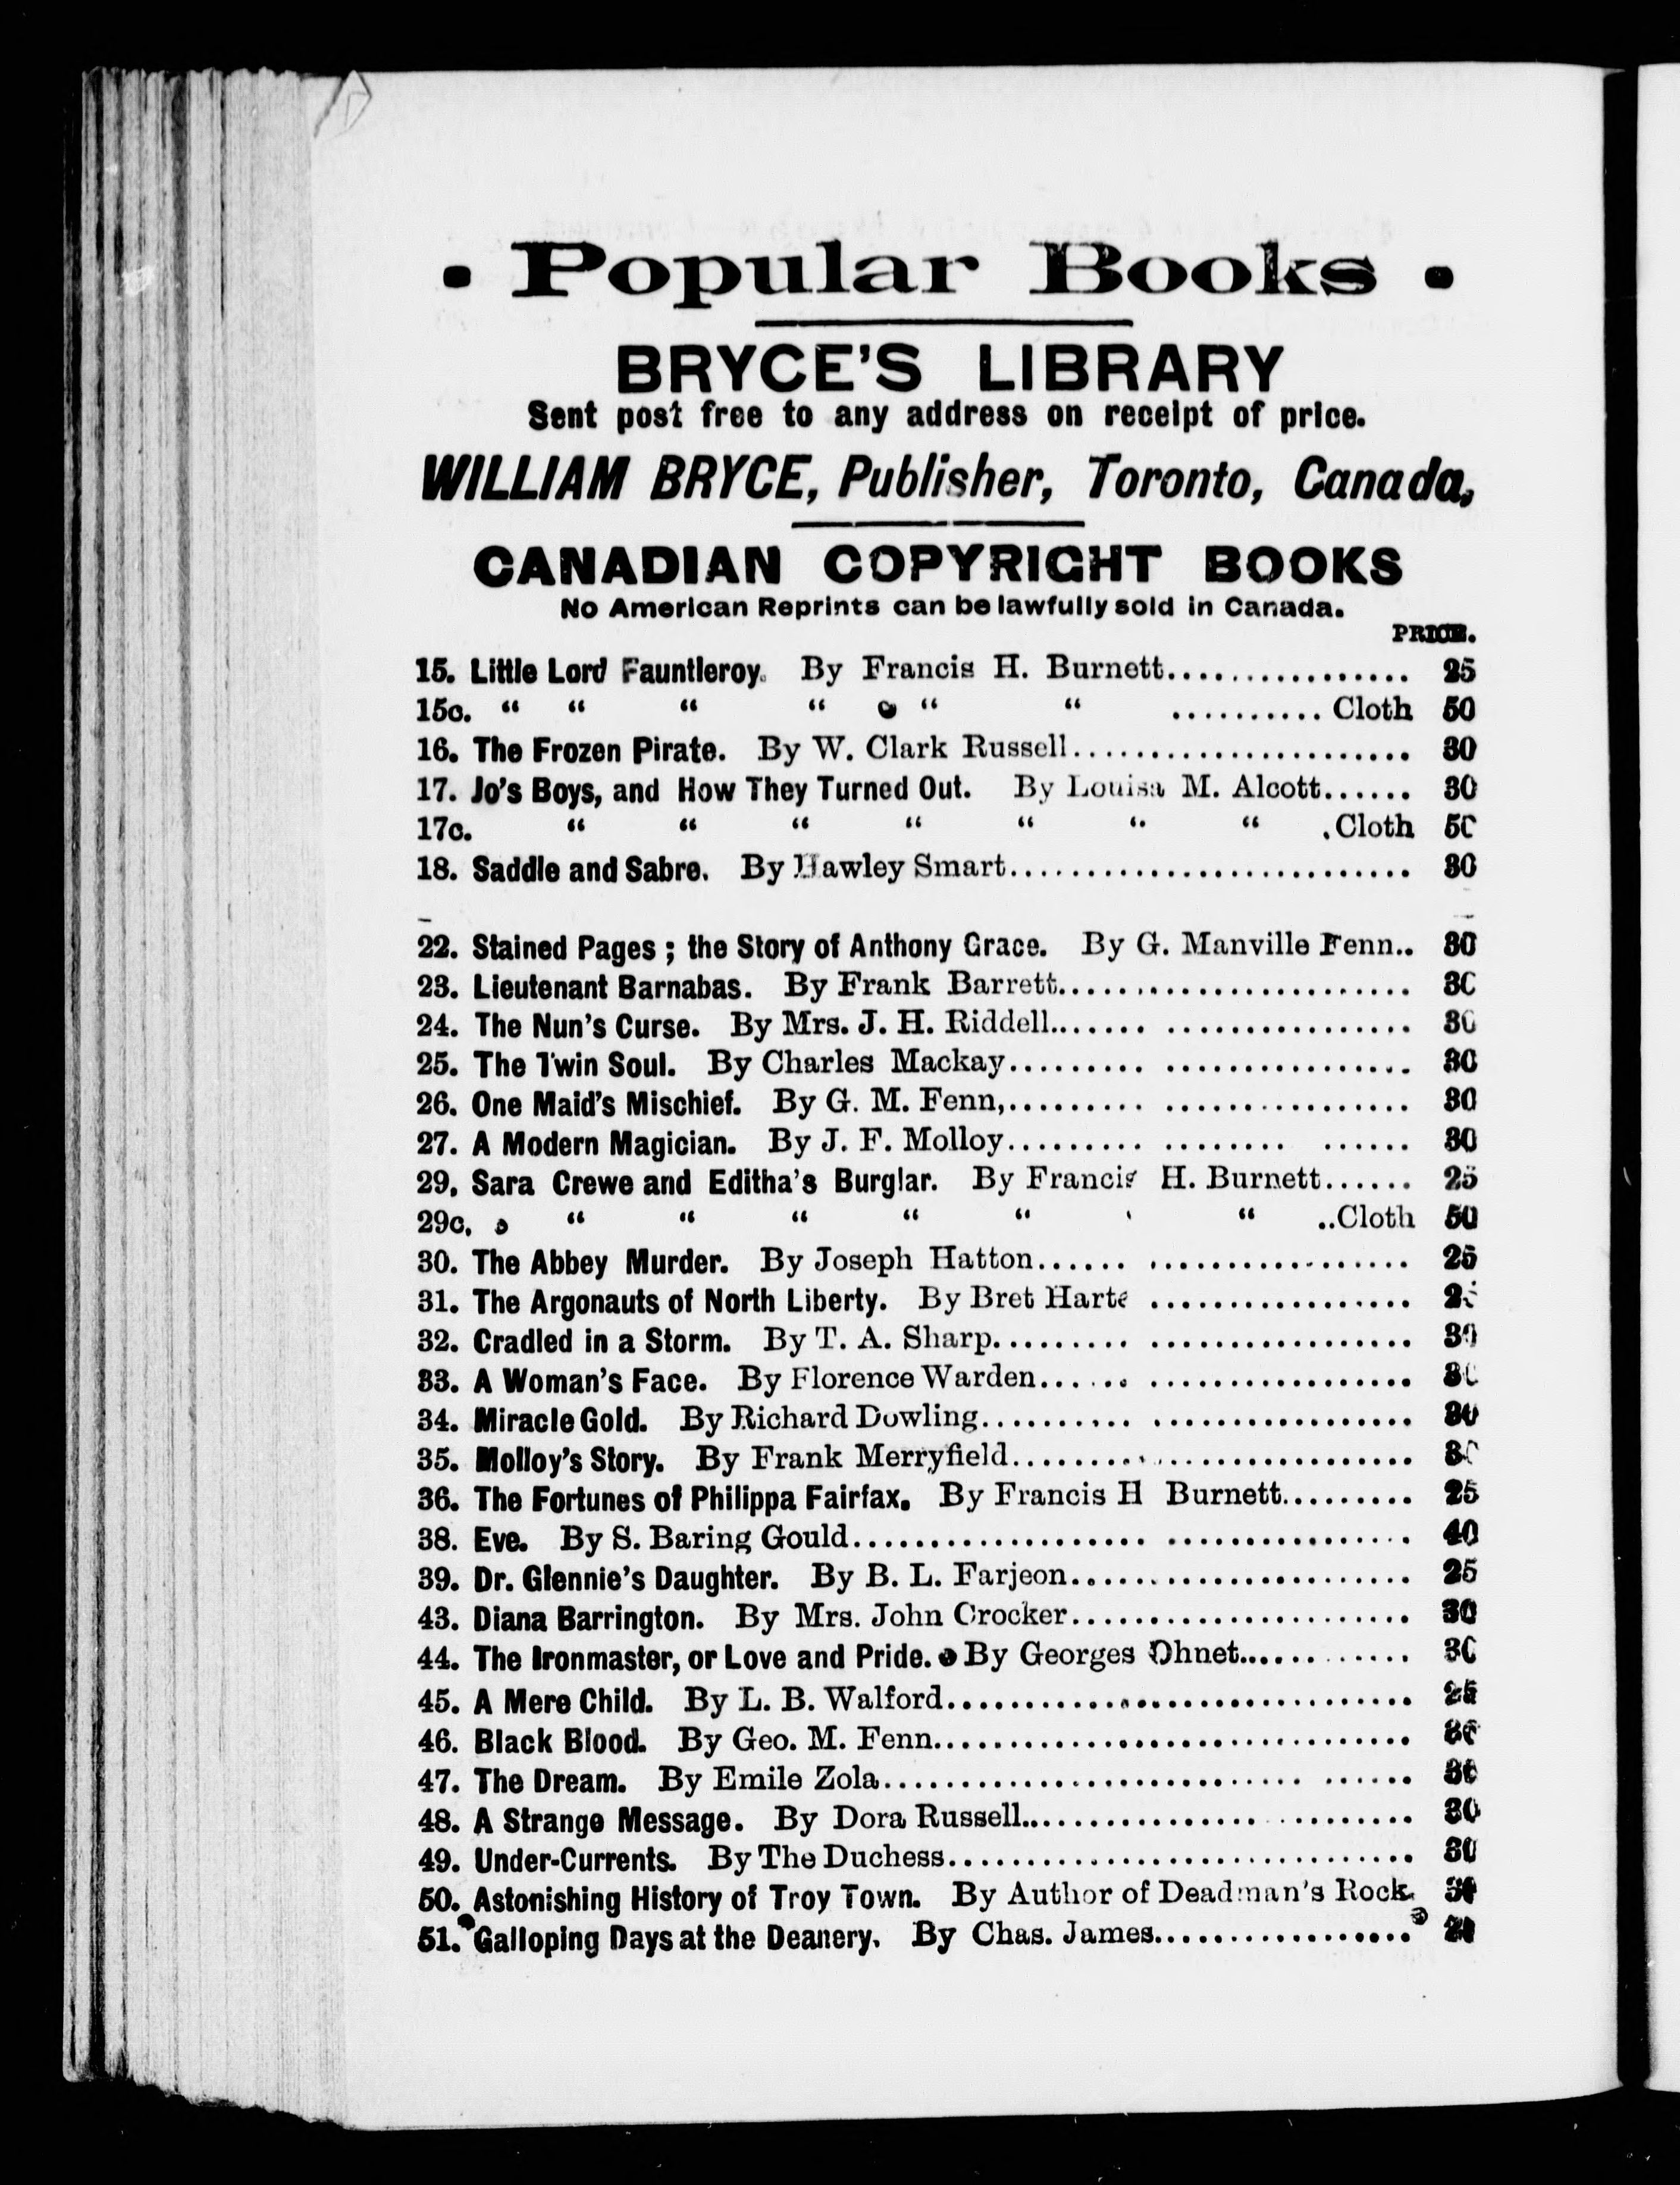 • Popular Books •
BRYCE'S LIBRARY
Sent post free to any address on receipt of price.
WILLIAM BRYCE, Publisher, Toronto, Canada,
CANADIAN COPYRIGHT BOOKS
No American Reprints can be lawfully sold in Canada.
PRICE.
15. Little Lord Fauntleroy. By Francis H. Burnett................ 25
15c. “ “ “ “ “ “ .......... Cloth 50
16. The Frozen Pirate. By W. Clark Russell...................... 30
17. Jo's Boys, and How They Turned Out. By Louisa M. Alcott...... 30
17c. “ “ “ “ “ “ “ .Cloth 50
18. Saddle and Sabre. By Hawley Smart.......................... 30
22. Stained Pages ; the Story of Anthony Grace. By G. Manville Fenn.. 30
23. Lieutenant Barnabas. By Frank Barrett....................... 30
24. The Nun's Curse. By Mrs. J. H. Riddell....... ................ 30
25. The Twin Soul. By Charles Mackay......... ................ 30
26. One Maid's Mischief. By G. M. Fenn,......... ................ 30
27. A Modern Magician. By J. F. Molloy......... ........ ...... 30
29. Sara Crewe and Editha's Burglar. By Francis H. Burnett...... 25
29c. “ “ “ “ “ “ ..Cloth 50
30. The Abbey Murder. By Joseph Hatton...... ................. 25
31. The Argonauts of North Liberty. By Bret Harte ................. 25
32. Cradled in a Storm. By T. A. Sharp......... ................. 30
33. A Woman's Face. By Florence Warden...... ................. 30
34. Miracle Gold. By Richard Dowling.......... ................. 30
35. Molloy's Story. By Frank Merryfield.......................... 30
36. The Fortunes of Philippa Fairfax. By Francis H Burnett......... 25
38. Eve. By S. Baring Gould................... ................ 40
39. Dr. Glennie's Daughter. By B. L. Farjeon...................... 25
43. Diana Barrington. By Mrs. John Crocker...................... 30
44. The Ironmaster, or Love and Pride. By Georges Ohnet........... 30
45. A Mere Child. By L. B. Walford.............................. 25
46. Black Blood. By Geo. M. Fenn............................... 30
47. The Dream. By Emile Zola........................... ...... 30
48. A Strange Message. By Dora Russell................ ......... 30
49. Under-Currents. By The Duchess.............................. 30
50. Astonishing History of Troy Town. By Author of Deadman's Rock. 30
51. Galloping Days at the Deanery. By Chas. James.................